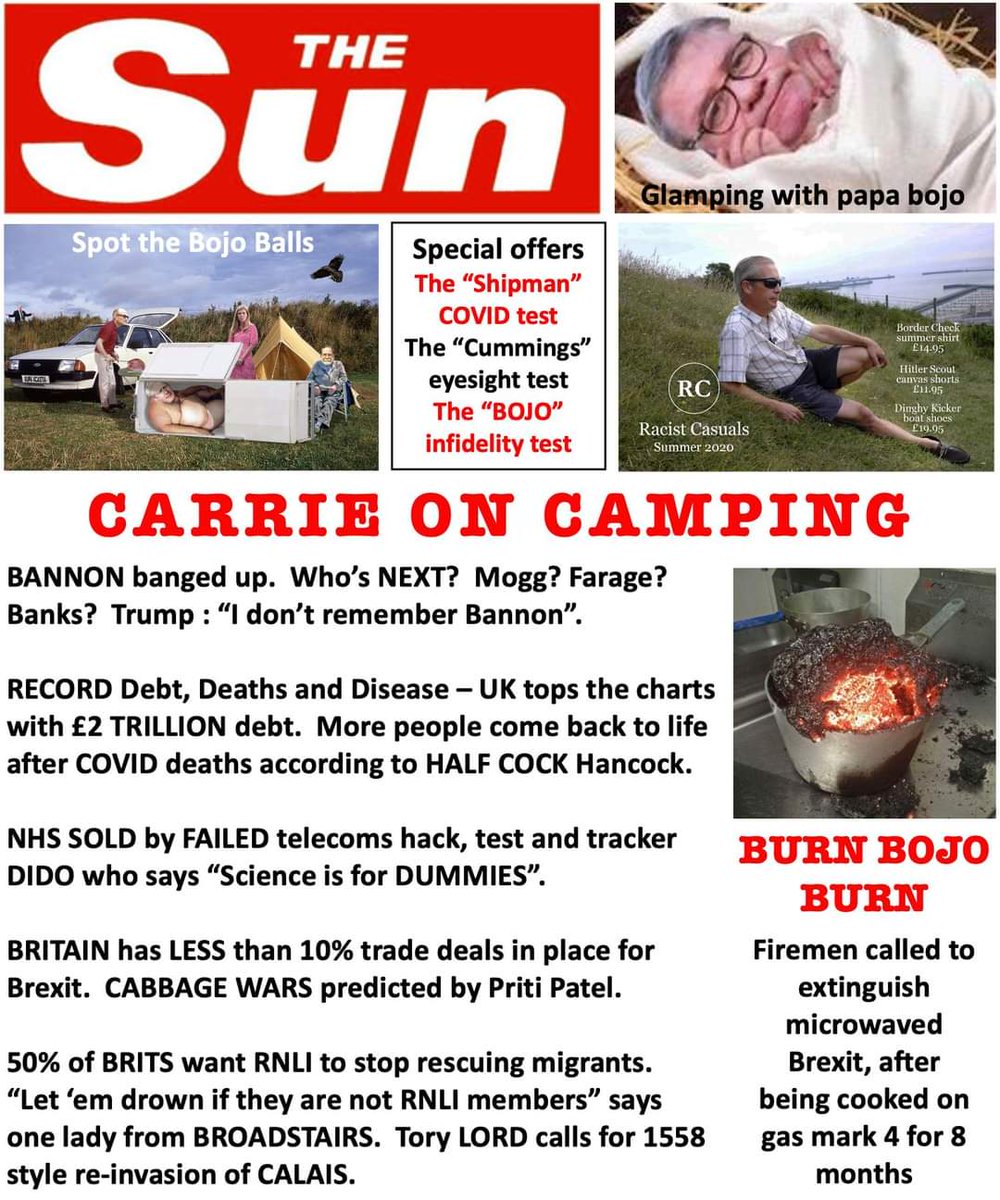 THE
Sun
Glamping with papa bojo
Spot the Bojo Balls
Special offers
The “Shipman”
COVID test
The “Cummings”
eyesight test
The “BOJO”
infidelity test
Border Check
summer shirt
£14.95
Hitler Scout
canvas shorts
£11.95
Dinghy Kicker
boat shoes
£19.95
RC
Racist Casuals
Summer 2020
CARRIE ON CAMPING
BANNON banged up. Who’s NEXT? Mogg? Farage?
Banks? Trump : “I don’t remember Bannon”.
RECORD Debt, Deaths and Disease – UK tops the charts
with £2 TRILLION debt. More people come back to life
after COVID deaths according to HALF COCK Hancock.
NHS SOLD by FAILED telecoms hack, test and tracker
DIDO who says “Science is for DUMMIES”.
BRITAIN has LESS than 10% trade deals in place for
Brexit. CABBAGE WARS predicted by Priti Patel.
50% of BRITS want RNLI to stop rescuing migrants.
“Let ‘em drown if they are not RNLI members” says
one lady from BROADSTAIRS. Tory LORD calls for 1558
style re-invasion of CALAIS.
BURN BOJO
BURN
Firemen called to
extinguish
microwaved
Brexit, after
being cooked on
gas mark 4 for 8
months